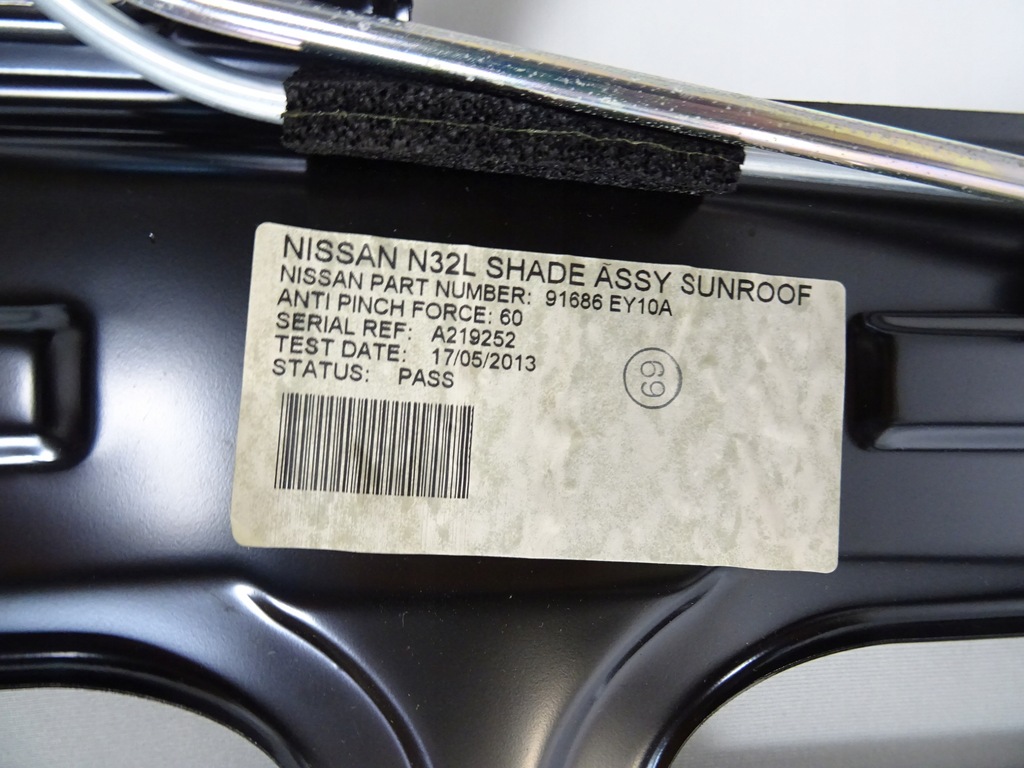 NISSAN N32L SHADE ASSY SUNROOF
NISSAN PART NUMBER: 91686 EY10A
ANTI PINCH FORCE: 60
SERIAL REF: A219252
TEST DATE: 17/05/2013
STATUS: PASS
69